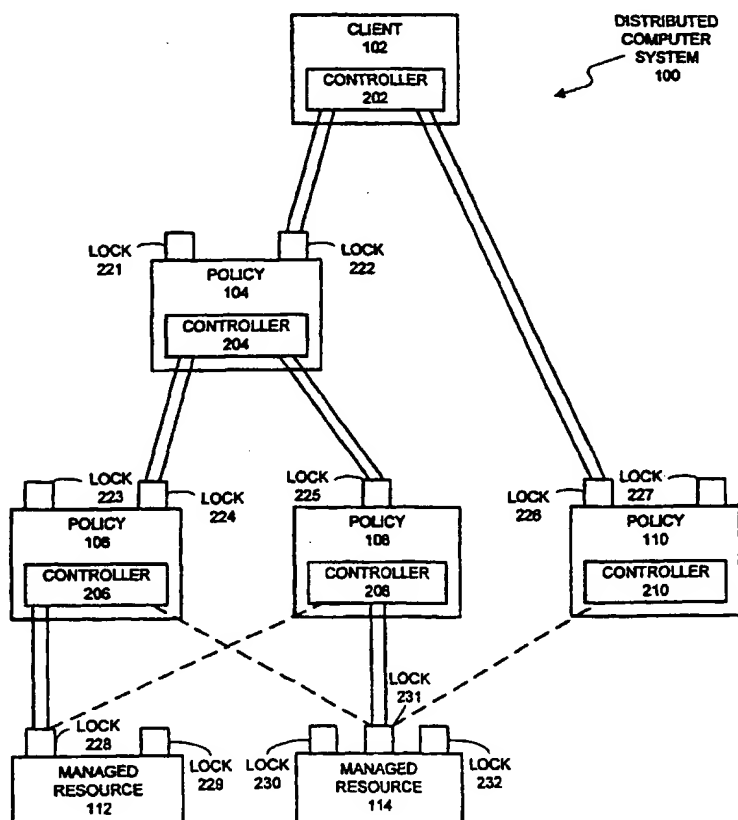 CLIENT
102
CONTROLLER
202
DISTRIBUTED
COMPUTER
SYSTEM
100
LOCK
221
LOCK
222
POLICY
104
CONTROLLER
204
LOCK
223
LOCK
224
LOCK
225
LOCK
226
LOCK
227
POLICY
106
CONTROLLER
206
POLICY
108
CONTROLLER
208
POLICY
110
CONTROLLER
210
LOCK
228
LOCK
229
LOCK
230
LOCK
231
LOCK
232
MANAGED
RESOURCE
112
MANAGED
RESOURCE
114